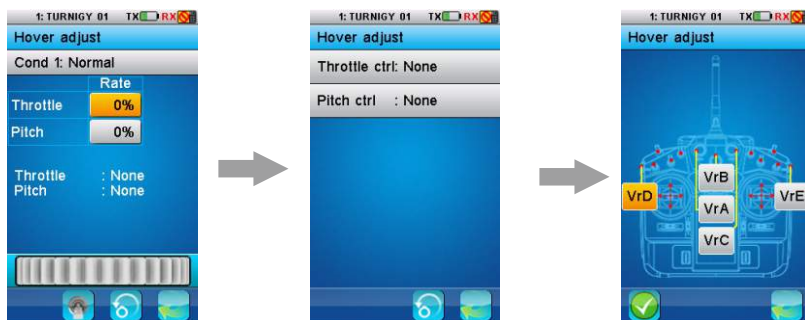 1: TURNIGY 01 TX RX
Hover adjust
Cond 1: Normal
Rate
Throttle 0%
Pitch 0%
Throttle : None
Pitch : None
1: TURNIGY 01 TX RX
Hover adjust
Throttle ctrl: None
Pitch ctrl : None
1: TURNIGY 01 TX RX
Hover adjust
VrB
VrD VrA VrE
VrC